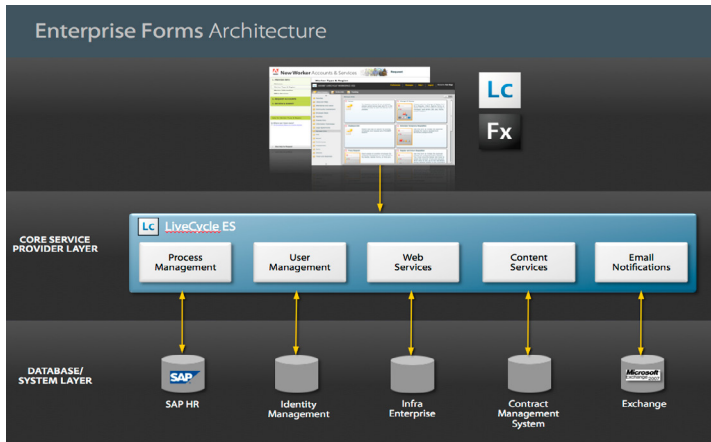 Enterprise Forms Architecture
New Worker Accounts & Services
Request
Lc
Fx
CORE SERVICE
PROVIDER LAYER
Lc LiveCycle ES
Process
Management
User
Management
Web
Services
Content
Services
Email
Notifications
DATABASE/
SYSTEM LAYER
SAP
Microsoft
Exchange 2007
SAP HR
Identity
Management
Infra
Enterprise
Contract
Management
System
Exchange